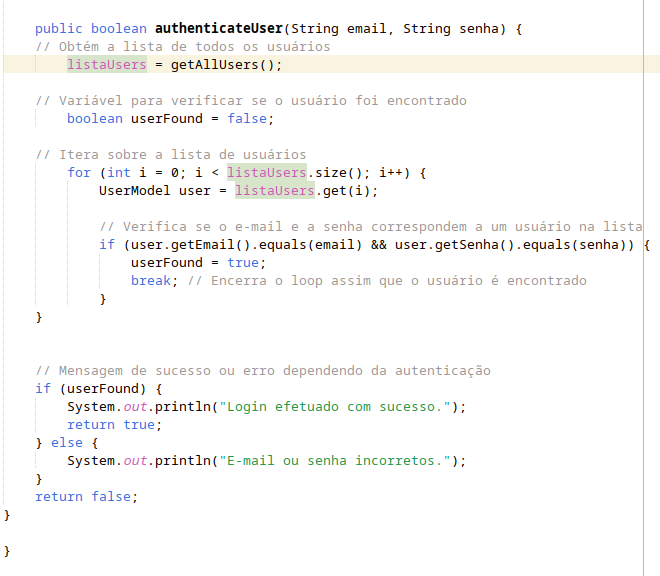 public boolean authenticateUser(String email, String senha) {
// Obtém a lista de todos os usuários
listaUsers = getAllUsers();
// Variável para verificar se o usuário foi encontrado
boolean userFound = false;
// Itera sobre a lista de usuários
for (int i = 0; i < listaUsers.size(); i++) {
UserModel user = listaUsers.get(i);
// Verifica se o e-mail e a senha correspondem a um usuário na lista
if (user.getEmail().equals(email) && user.getSenha().equals(senha)) {
userFound = true;
break; // Encerra o loop assim que o usuário é encontrado
}
}
// Mensagem de sucesso ou erro dependendo da autenticação
if (userFound) {
System.out.println("Login efetuado com sucesso.");
return true;
} else {
System.out.println("E-mail ou senha incorretos.");
}
return false;
}
}